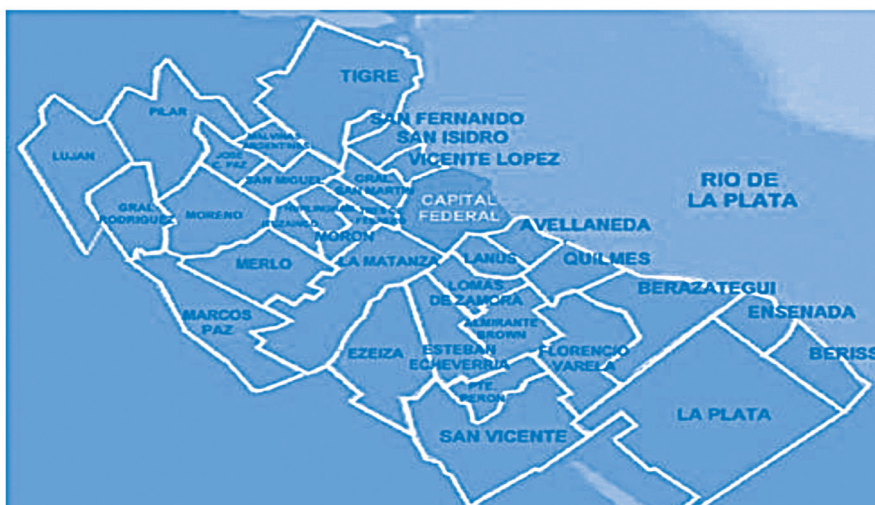 TIGRE
PILAR
SAN FERNANDO
SAN ISIDRO
VICENTE LOPEZ
MALVINAS
ARGENTINAS
LUJAN
JOSE
C. PAZ
SAN MIGUEL
GRAL.
SAN MARTIN
CAPITAL
FEDERAL
RIO DE
LA PLATA
GRAL.
RODRIGUEZ
MORENO
ITUZAINGO
MORON
AVELLANEDA
MERLO
LA MATANZA
LANUS
QUILMES
MARCOS
PAZ
LOMAS
DE ZAMORA
BERAZATEGUI
ENSENADA
ALMIRANTE
BROWN
EZEIZA
ESTEBAN
ECHEVERRIA
FLORENCIO
VARELA
BERISS
PTE.
PERON
LA PLATA
SAN VICENTE